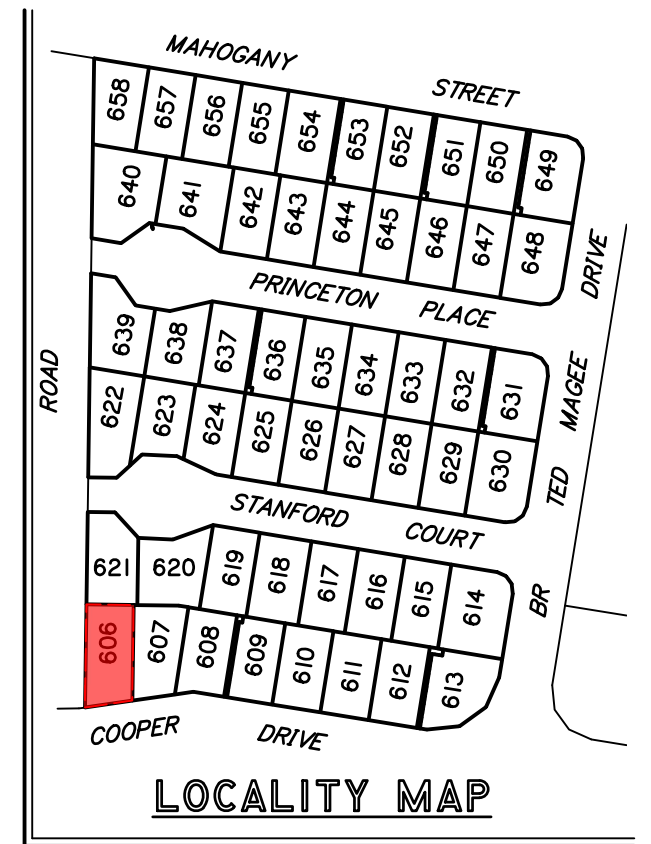 MAHOGANY STREET
658 657 656 655 654 653 652 651 650 649
640 641 642 643 644 645 646 647 648
DRIVE
PRINCETON PLACE
639 638 637 636 635 634 633 632 631
ROAD
MAGEE
622 623 624 625 626 627 628 629 630
TED
STANFORD COURT
621 620 619 618 617 616 615 614
BR
606 607 608 609 610 611 612 613
COOPER DRIVE
LOCALITY MAP